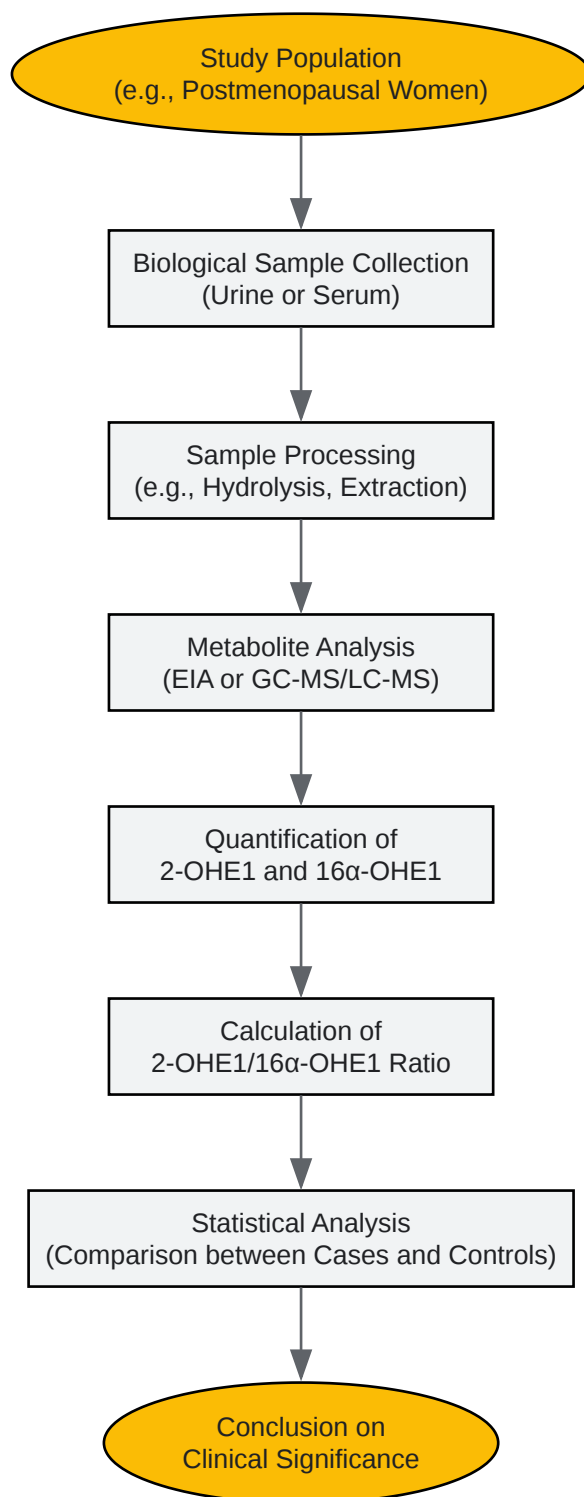 Study Population
(e.g., Postmenopausal Women)
Biological Sample Collection
(Urine or Serum)
Sample Processing
(e.g., Hydrolysis, Extraction)
Metabolite Analysis
(EIA or GC-MS/LC-MS)
Quantification of
2-OHE1 and 16α-OHE1
Calculation of
2-OHE1/16α-OHE1 Ratio
Statistical Analysis
(Comparison between Cases and Controls)
Conclusion on
Clinical Significance